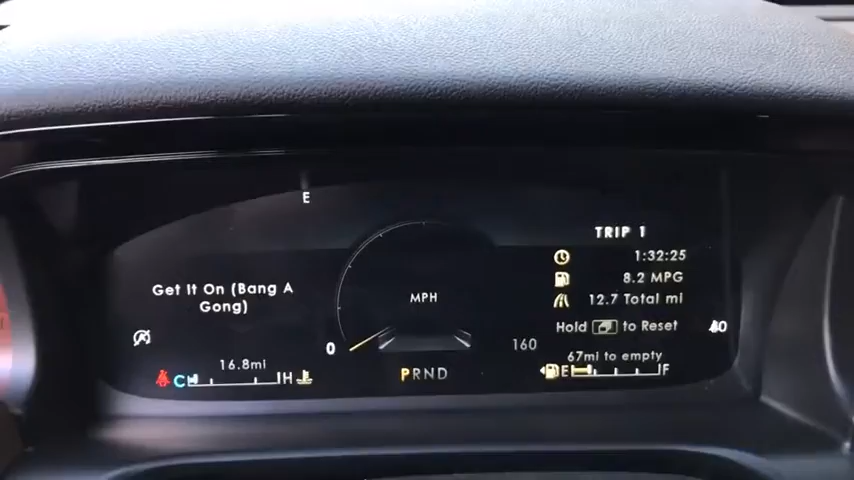 E
TRIP 1
1:32:25
8.2 MPG
12.7 Total mi
Hold to Reset
Get It On (Bang A
Gong)
MPH
0
160
16.8mi
C H
PRND
67mi to empty
E F